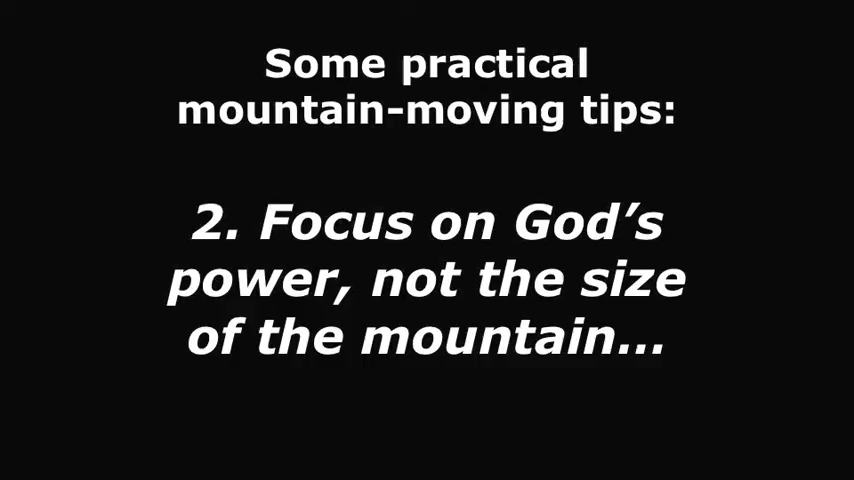 Some practical
mountain-moving tips:
2. Focus on God’s
power, not the size
of the mountain...